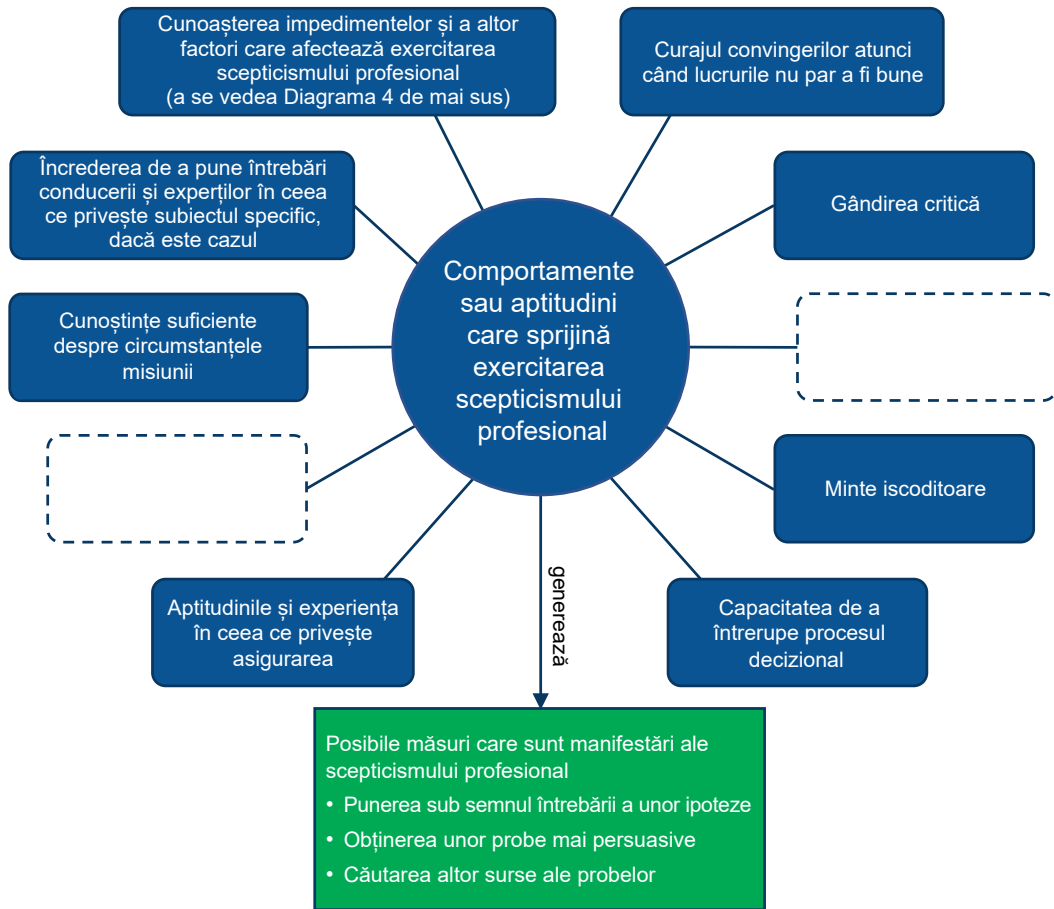 Cunoașterea impedimentelor și a altor
factori care afectează exercitarea
scepticismului profesional
(a se vedea Diagrama 4 de mai sus)
Curajul convingerilor atunci
când lucrurile nu par a fi bune
Încrederea de a pune întrebări
conducerii și experților în ceea
ce privește subiectul specific,
dacă este cazul
Gândirea critică
Comportamente
sau aptitudini
care sprijină
exercitarea
scepticismului
profesional
Cunoștințe suficiente
despre circumstanțele
misiunii
Minte iscoditoare
Aptitudinile și experiența
în ceea ce privește
asigurarea
generează
Capacitatea de a
întrerupe procesul
decizional
Posibile măsuri care sunt manifestări ale
scepticismului profesional
• Punerea sub semnul întrebării a unor ipoteze
• Obținerea unor probe mai persuasive
• Căutarea altor surse ale probelor